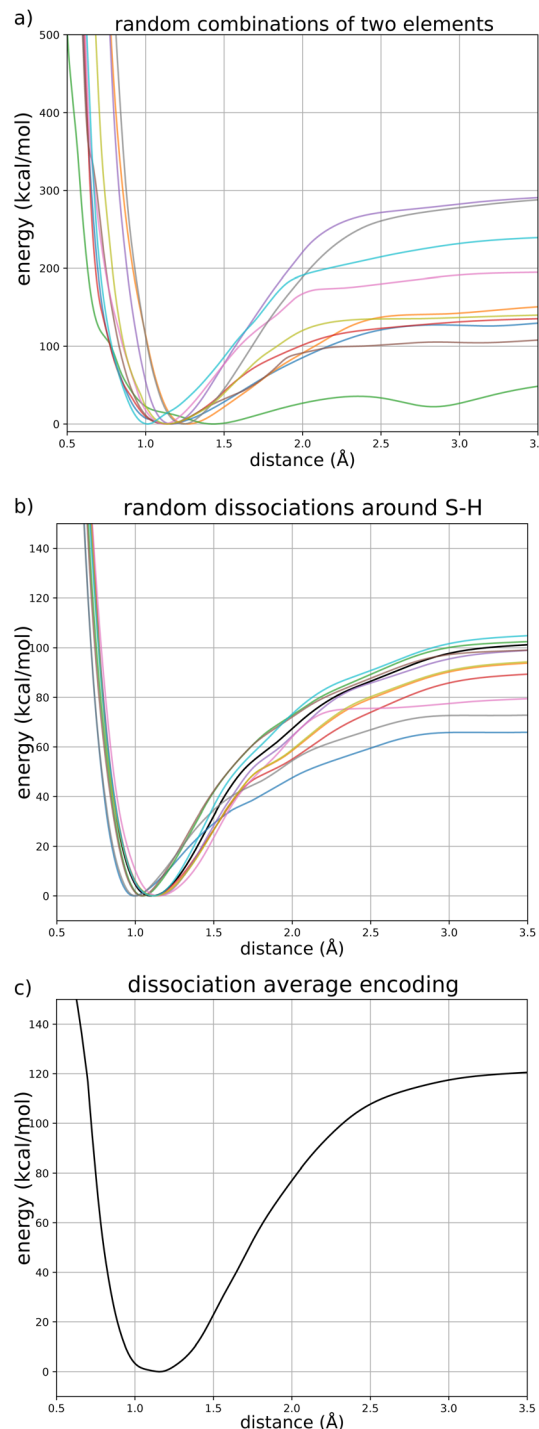 a)
random combinations of two elements
500
400
300
200
100
0
energy (kcal/mol)
0.5 1.0 1.5 2.0 2.5 3.0 3.
distance (Å)
b)
random dissociations around S-H
140
120
100
80
60
40
20
0
energy (kcal/mol)
0.5 1.0 1.5 2.0 2.5 3.0 3.5
distance (Å)
c)
dissociation average encoding
140
120
100
80
60
40
20
0
energy (kcal/mol)
0.5 1.0 1.5 2.0 2.5 3.0 3.5
distance (Å)